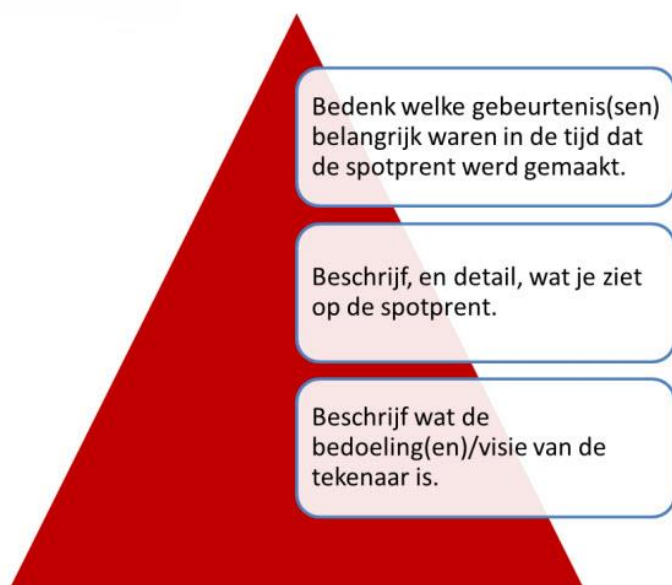 Bedenk welke gebeurtenis(sen)
belangrijk waren in de tijd dat
de spotprent werd gemaakt.
Beschrijf, en detail, wat je ziet
op de spotprent.
Beschrijf wat de
bedoeling(en)/visie van de
tekenaar is.